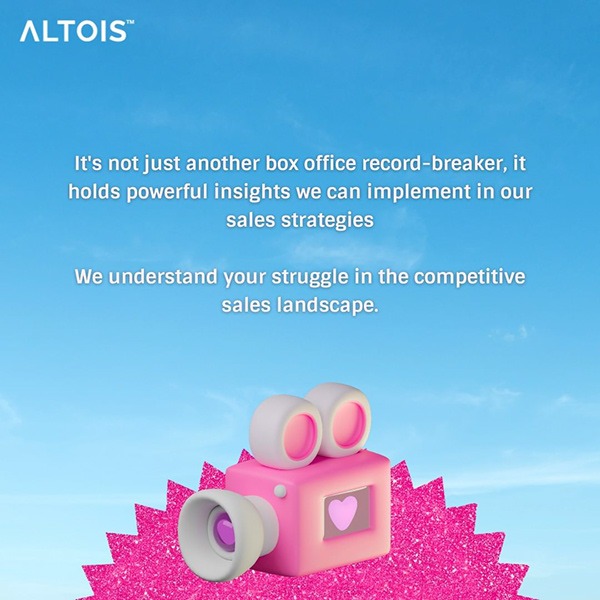 ALTOIS™
It's not just another box office record-breaker, it
holds powerful insights we can implement in our
sales strategies
We understand your struggle in the competitive
sales landscape.